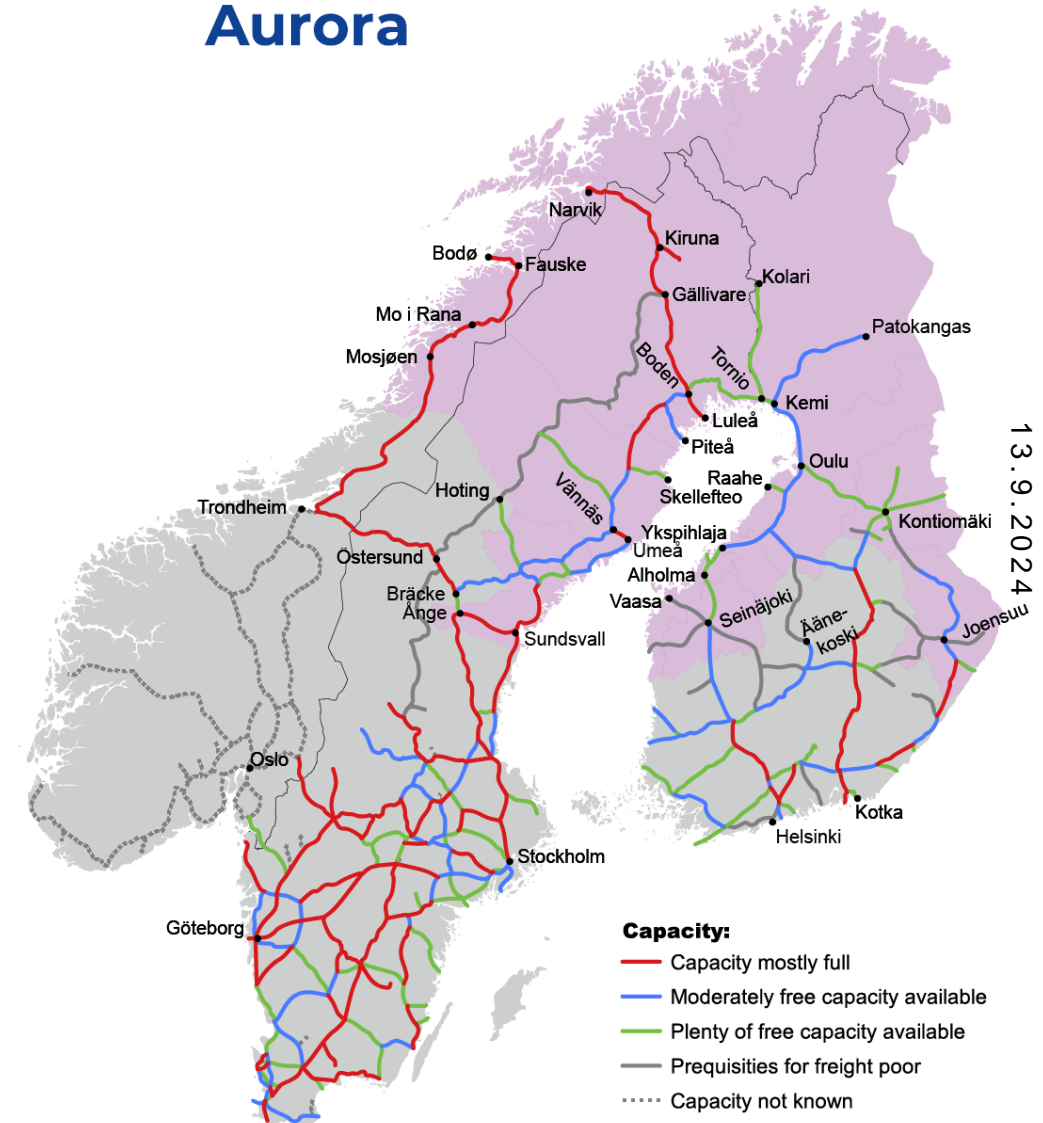 Aurora
Narvik
Kiruna
Bodø
Fauske
Kolari
Gällivare
Mo i Rana
Patokangas
Mosjøen
Boden
Tornio
Kemi
Luleå
Piteå
13.9.2024
Oulu
Raahe
Hoting
Vännäs
Skellefteo
Trondheim
Kontiomäki
Ykspihlaja
Umeå
Östersund
Alholma
Bräcke
Vaasa
Ånge
Seinäjoki
Ääne-
koski
Joensuu
Sundsvall
Oslo
Kotka
Helsinki
Stockholm
Göteborg
Capacity:
Capacity mostly full
Moderately free capacity available
Plenty of free capacity available
Prequisities for freight poor
Capacity not known